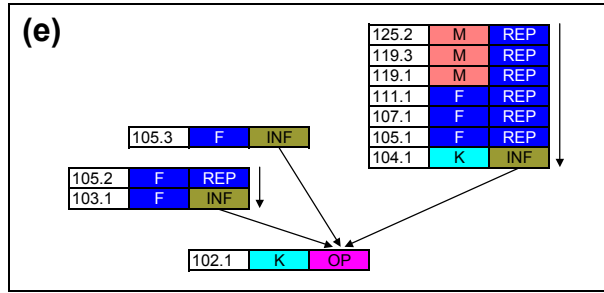 (e)
125.2 M REP
119.3 M REP
119.1 M REP
111.1 F REP
107.1 F REP
105.1 F REP
104.1 K INF
105.3 F INF
105.2 F REP
103.1 F INF
102.1 K OP